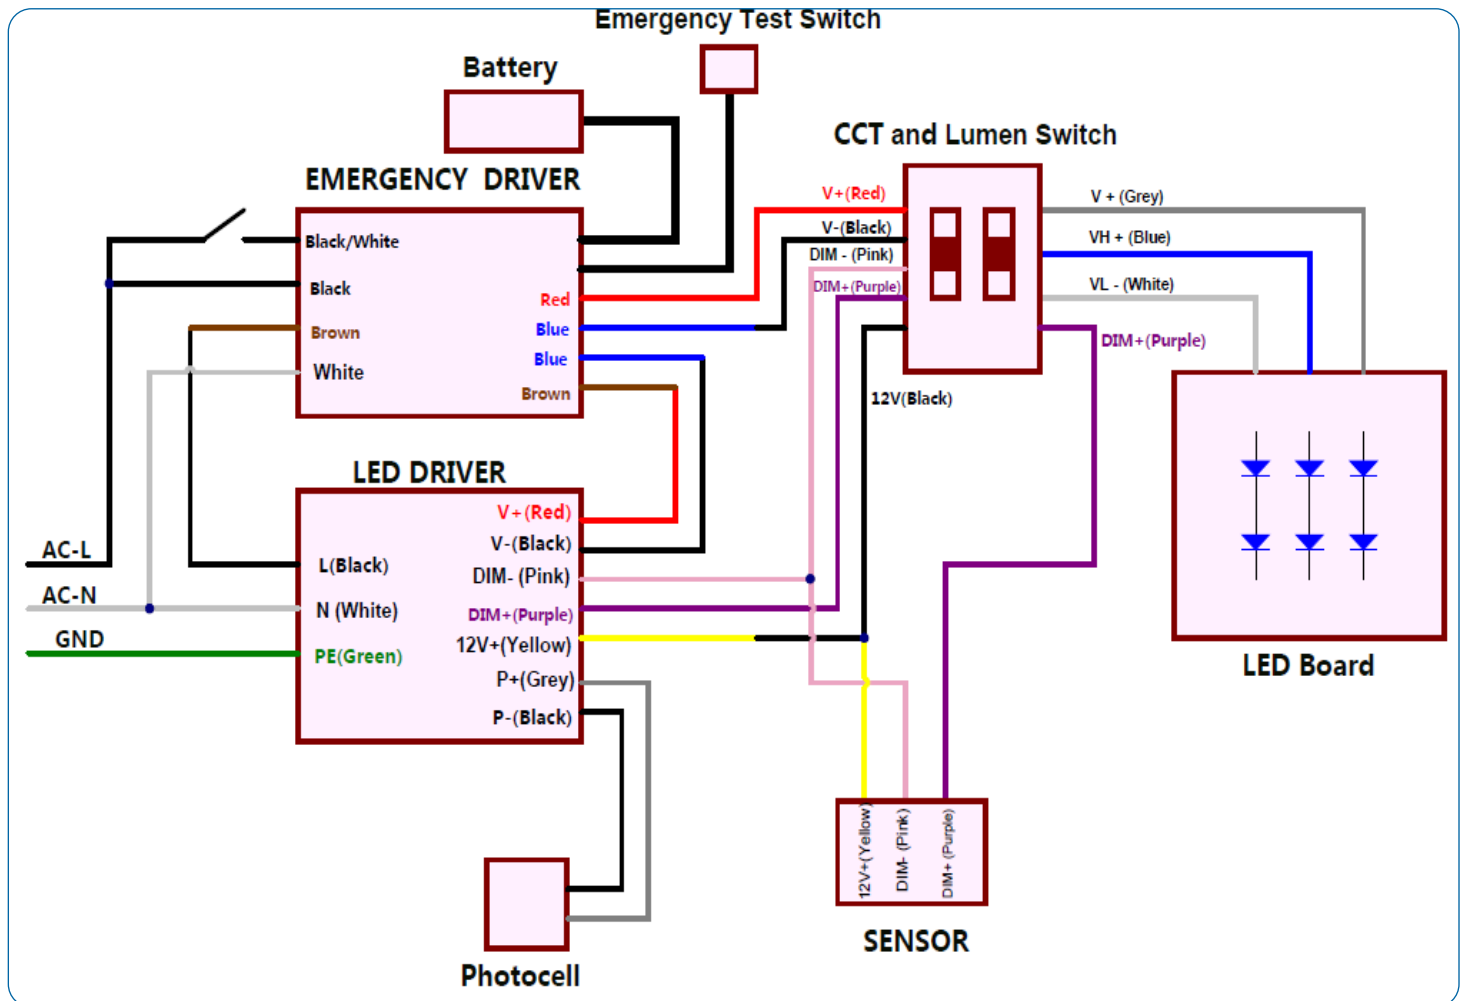 Emergency Test Switch
Battery
CCT and Lumen Switch
EMERGENCY DRIVER
Black/White
Black
Brown
White
Red
Blue
Blue
Brown
V+(Red)
V-(Black)
DIM - (Pink)
DIM+(Purple)
12V(Black)
V + (Grey)
VH + (Blue)
VL - (White)
DIM+(Purple)
LED DRIVER
AC-L
AC-N
GND
L(Black)
N (White)
PE(Green)
V+(Red)
V-(Black)
DIM- (Pink)
DIM+(Purple)
12V+(Yellow)
P+(Grey)
P-(Black)
LED Board
12V+(Yellow)
DIM- (Pink)
DIM+ (Purple)
SENSOR
Photocell